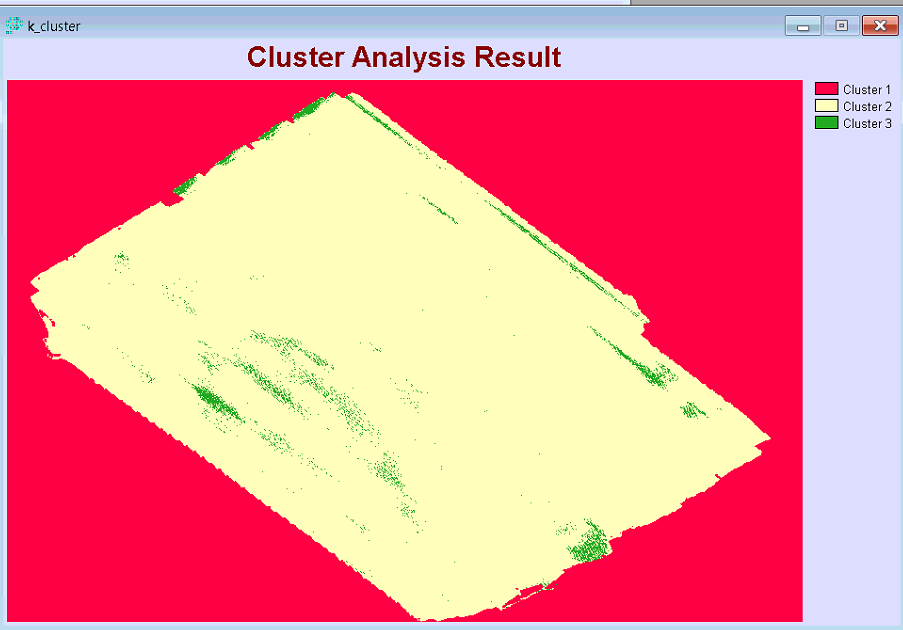 k_cluster
Cluster Analysis Result
Cluster 1
Cluster 2
Cluster 3